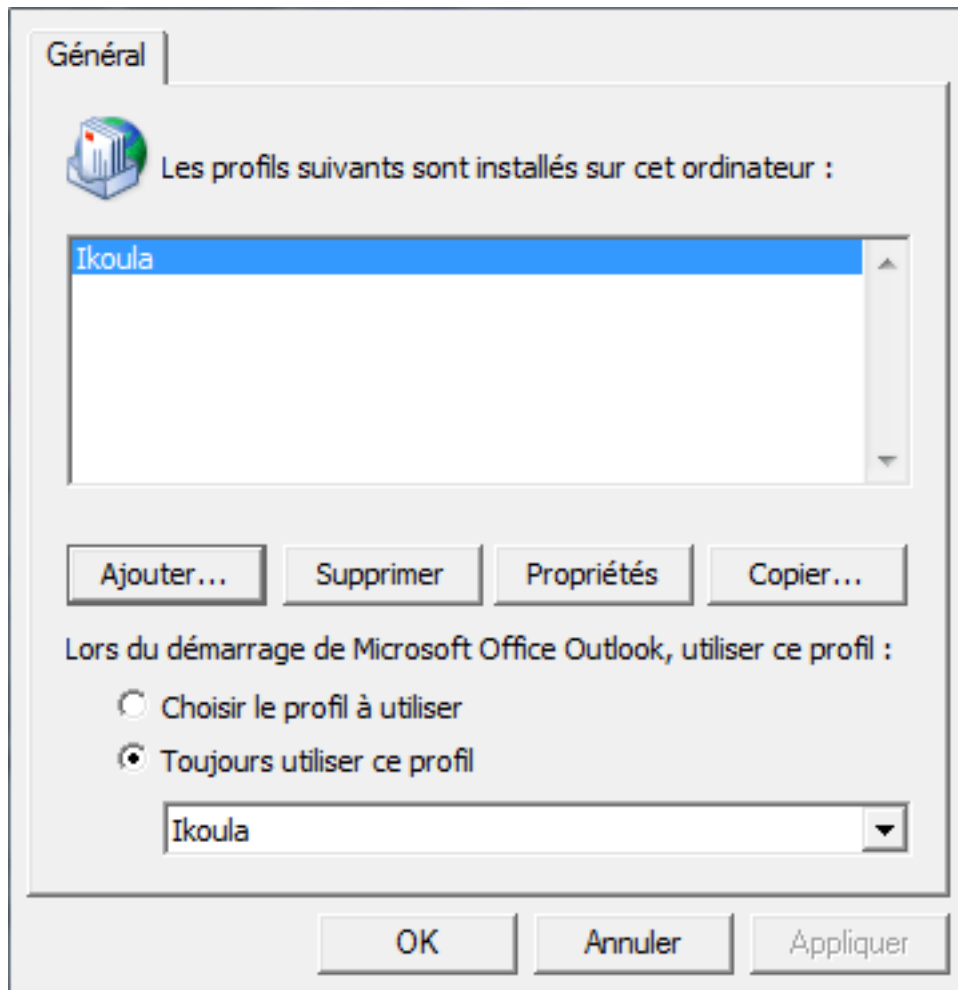 Général
Les profils suivants sont installés sur cet ordinateur :
Ikoula
Ajouter... Supprimer Propriétés Copier...
Lors du démarrage de Microsoft Office Outlook, utiliser ce profil :
Choisir le profil à utiliser
Toujours utiliser ce profil
Ikoula
OK Annuler Appliquer